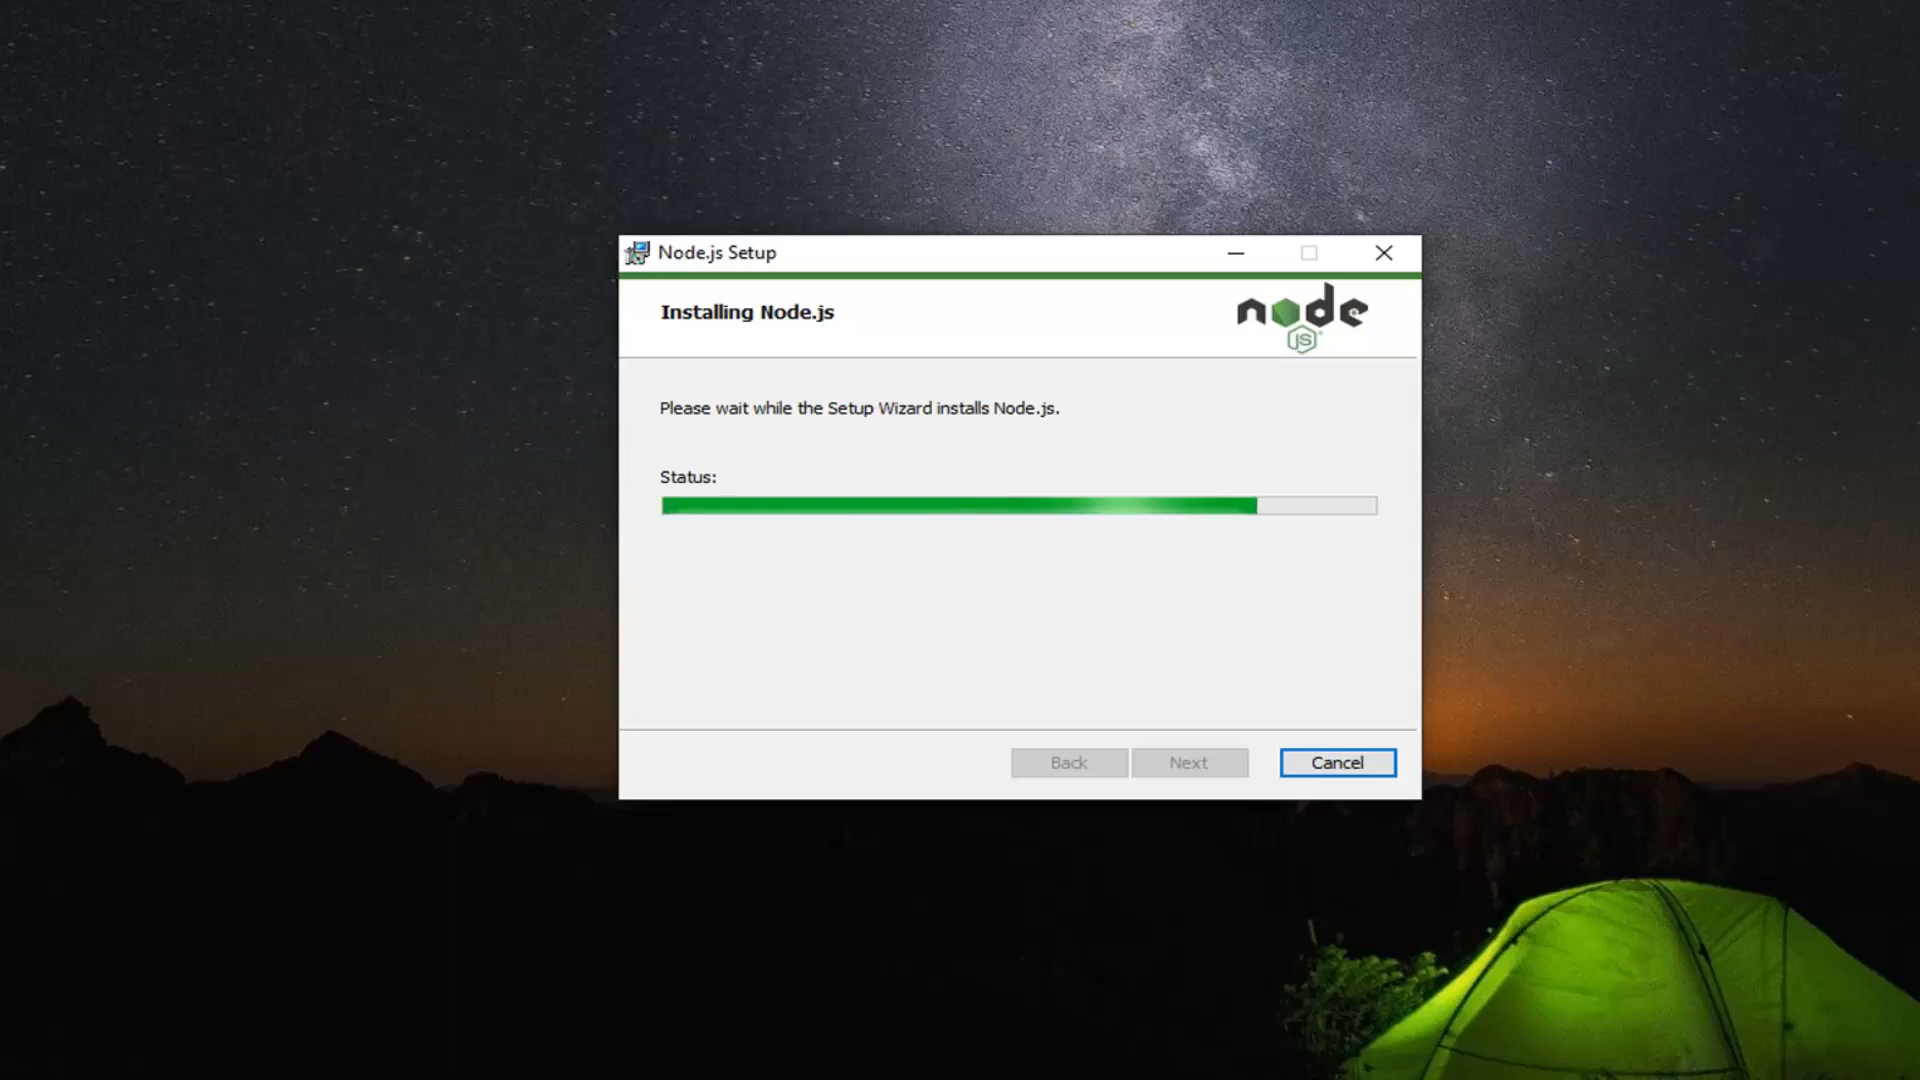 Node.js Setup
Installing Node.js
node
JS
Please wait while the Setup Wizard installs Node.js.
Status:
Back
Next
Cancel